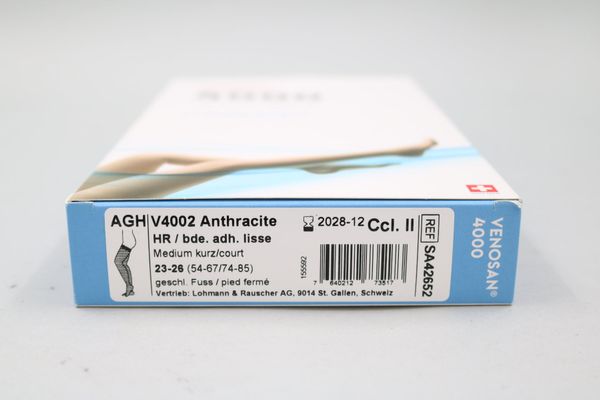 AGH
V4002 Anthracite
HR / bde. adh. lisse
Medium kurz/court
23-26 (54-67/74-85)
geschl. Fuss / pied fermé
Vertrieb: Lohmann & Rauscher AG, 9014 St. Gallen, Schweiz
2028-12
Ccl. II
155592
7 640212 73517
REF
SA42652
VENOSAN®
4000